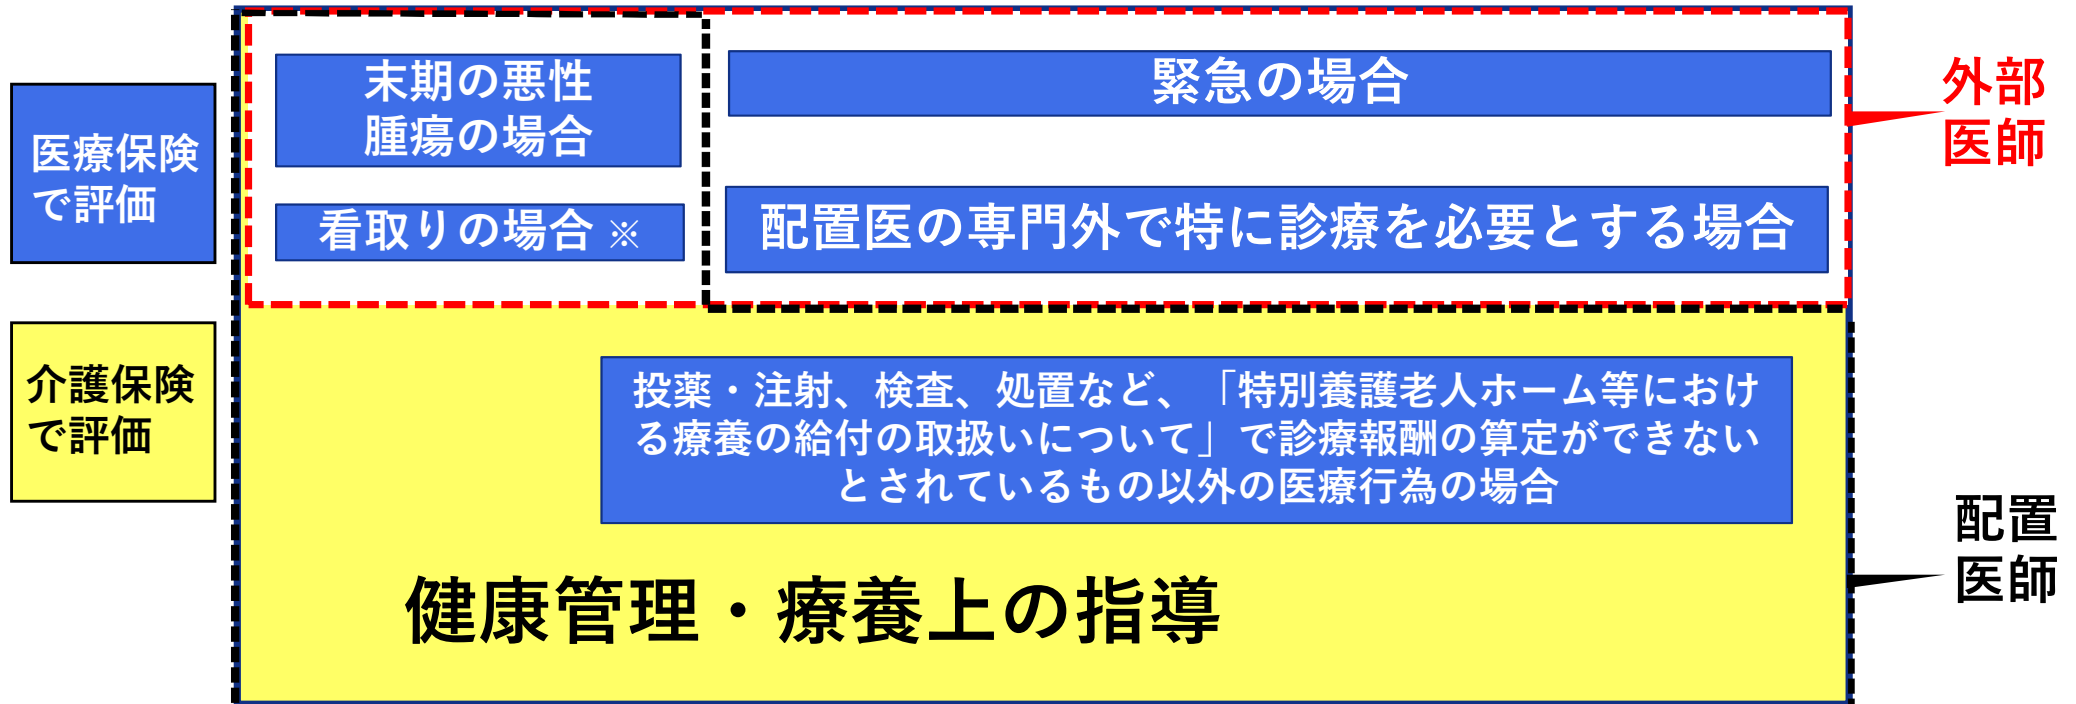 医療保険
で評価
介護保険
で評価
末期の悪性
腫瘍の場合
看取りの場合 ※
緊急の場合
配置医の専門外で特に診療を必要とする場合
投薬・注射、検査、処置など、「特別養護老人ホーム等におけ
る療養の給付の取扱いについて」で診療報酬の算定ができない
とされているもの以外の医療行為の場合
健康管理・療養上の指導
外部
医師
配置
医師